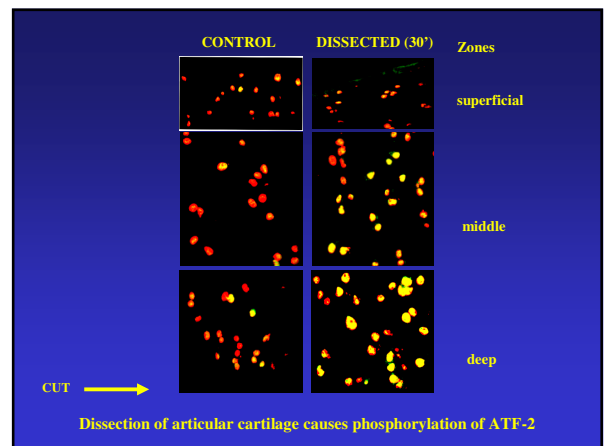 CONTROL DISSECTED (30’) Zones
superficial
middle
deep
CUT
Dissection of articular cartilage causes phosphorylation of ATF-2